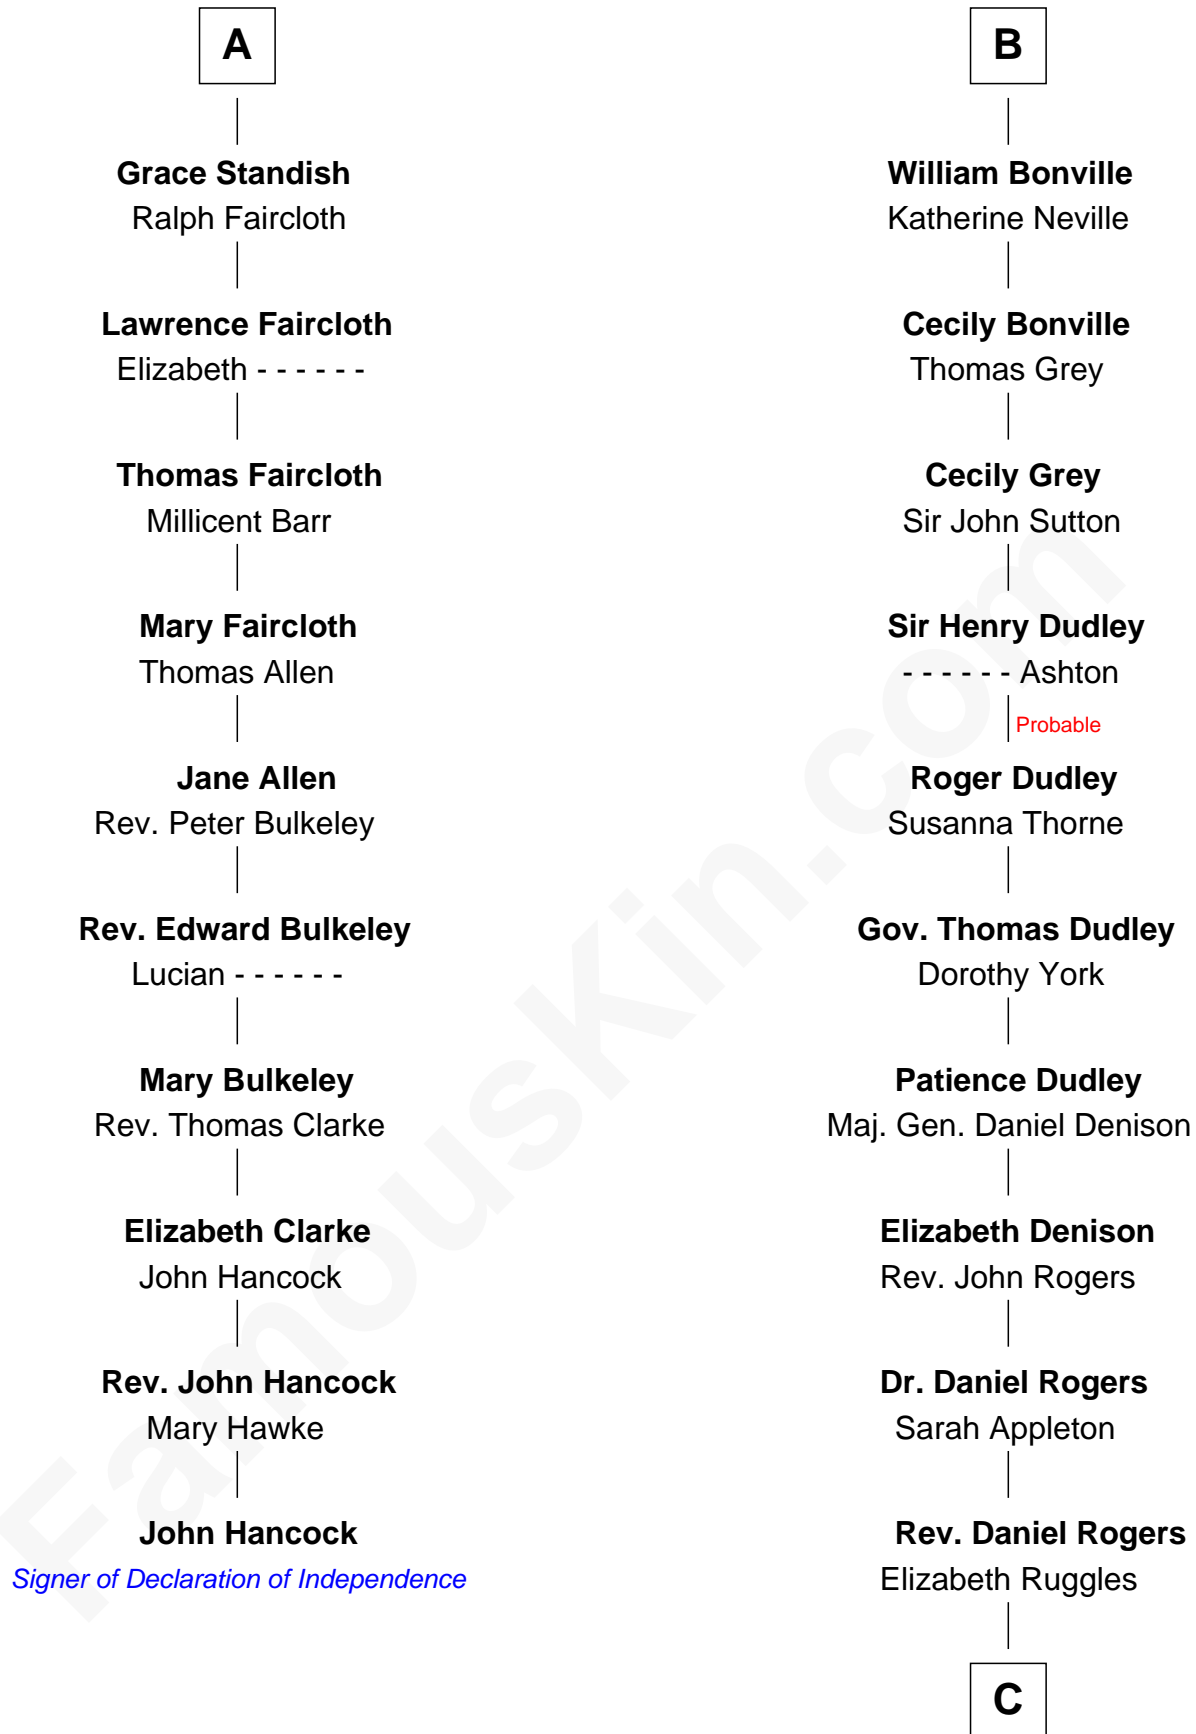 A
Grace Standish
Ralph Faircloth
Lawrence Faircloth
Elizabeth - - - - - -
Thomas Faircloth
Millicent Barr
Mary Faircloth
Thomas Allen
Jane Allen
Rev. Peter Bulkeley
Rev. Edward Bulkeley
Lucian - - - - - -
Mary Bulkeley
Rev. Thomas Clarke
Elizabeth Clarke
John Hancock
Rev. John Hancock
Mary Hawke
John Hancock
Signer of Declaration of Independence
B
William Bonville
Katherine Neville
Cecily Bonville
Thomas Grey
Cecily Grey
Sir John Sutton
Sir Henry Dudley
- - - - - - Ashton
Probable
Roger Dudley
Susanna Thorne
Gov. Thomas Dudley
Dorothy York
Patience Dudley
Maj. Gen. Daniel Denison
Elizabeth Denison
Rev. John Rogers
Dr. Daniel Rogers
Sarah Appleton
Rev. Daniel Rogers
Elizabeth Ruggles
C
FamousKin.com